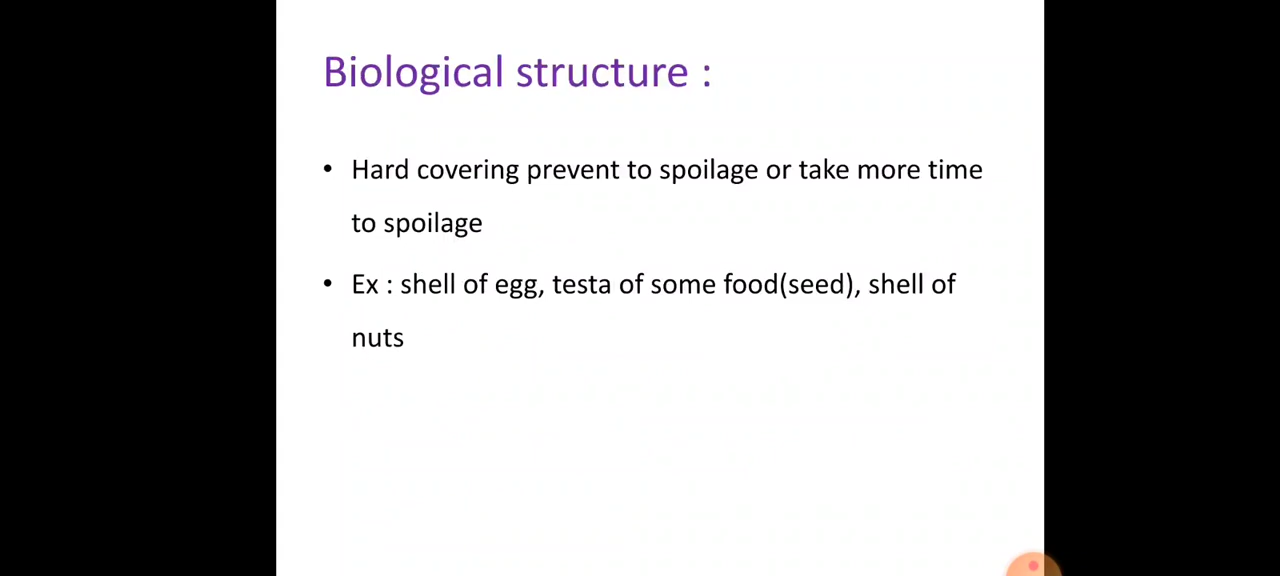 Biological structure :
• Hard covering prevent to spoilage or take more time
to spoilage
• Ex : shell of egg, testa of some food(seed), shell of
nuts